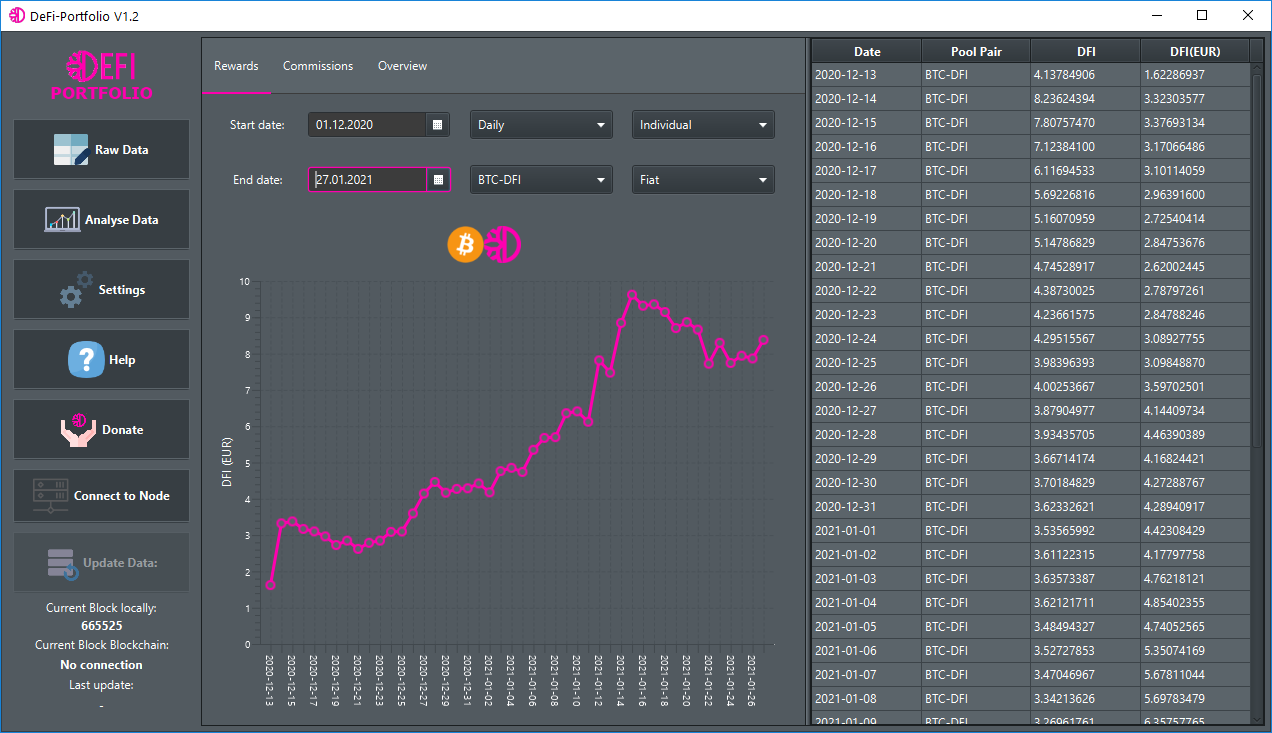 DeFi-Portfolio V1.2
DEFI
PORTFOLIO
Raw Data
Analyse Data
Settings
?
Help
Donate
Connect to Node
Update Data:
Current Block locally:
665525
Current Block Blockchain:
No connection
Last update:
-
Rewards Commissions Overview
Start date: 01.12.2020 Daily Individual
End date: 27.01.2021 BTC-DFI Fiat
DFI (EUR)
10
9
8
7
6
5
4
3
2
1
0
2020-12-13
2020-12-15
2020-12-17
2020-12-19
2020-12-21
2020-12-23
2020-12-25
2020-12-27
2020-12-29
2020-12-31
2021-01-02
2021-01-04
2021-01-06
2021-01-08
2021-01-10
2021-01-12
2021-01-14
2021-01-16
2021-01-18
2021-01-20
2021-01-22
2021-01-24
2021-01-26
Date Pool Pair DFI DFI(EUR)
2020-12-13 BTC-DFI 4.13784906 1.62286937
2020-12-14 BTC-DFI 8.23624394 3.32303577
2020-12-15 BTC-DFI 7.80757470 3.37693134
2020-12-16 BTC-DFI 7.12384100 3.17066486
2020-12-17 BTC-DFI 6.11694533 3.10114059
2020-12-18 BTC-DFI 5.69226816 2.96391600
2020-12-19 BTC-DFI 5.16070959 2.72540414
2020-12-20 BTC-DFI 5.14786829 2.84753676
2020-12-21 BTC-DFI 4.74528917 2.62002445
2020-12-22 BTC-DFI 4.38730025 2.78797261
2020-12-23 BTC-DFI 4.23661575 2.84788246
2020-12-24 BTC-DFI 4.29515567 3.08927755
2020-12-25 BTC-DFI 3.98396393 3.09848870
2020-12-26 BTC-DFI 4.00253667 3.59702501
2020-12-27 BTC-DFI 3.87904977 4.14409734
2020-12-28 BTC-DFI 3.93435705 4.46390389
2020-12-29 BTC-DFI 3.66714174 4.16824421
2020-12-30 BTC-DFI 3.70184829 4.27288767
2020-12-31 BTC-DFI 3.62332621 4.28940917
2021-01-01 BTC-DFI 3.53565992 4.42308429
2021-01-02 BTC-DFI 3.61122315 4.17797758
2021-01-03 BTC-DFI 3.63573387 4.76218121
2021-01-04 BTC-DFI 3.62121711 4.85402355
2021-01-05 BTC-DFI 3.48494327 4.74052565
2021-01-06 BTC-DFI 3.52727853 5.35074169
2021-01-07 BTC-DFI 3.47046967 5.67811044
2021-01-08 BTC-DFI 3.34213626 5.69783479
2021-01-09 BTC-DFI 3.26961761 6.35757765